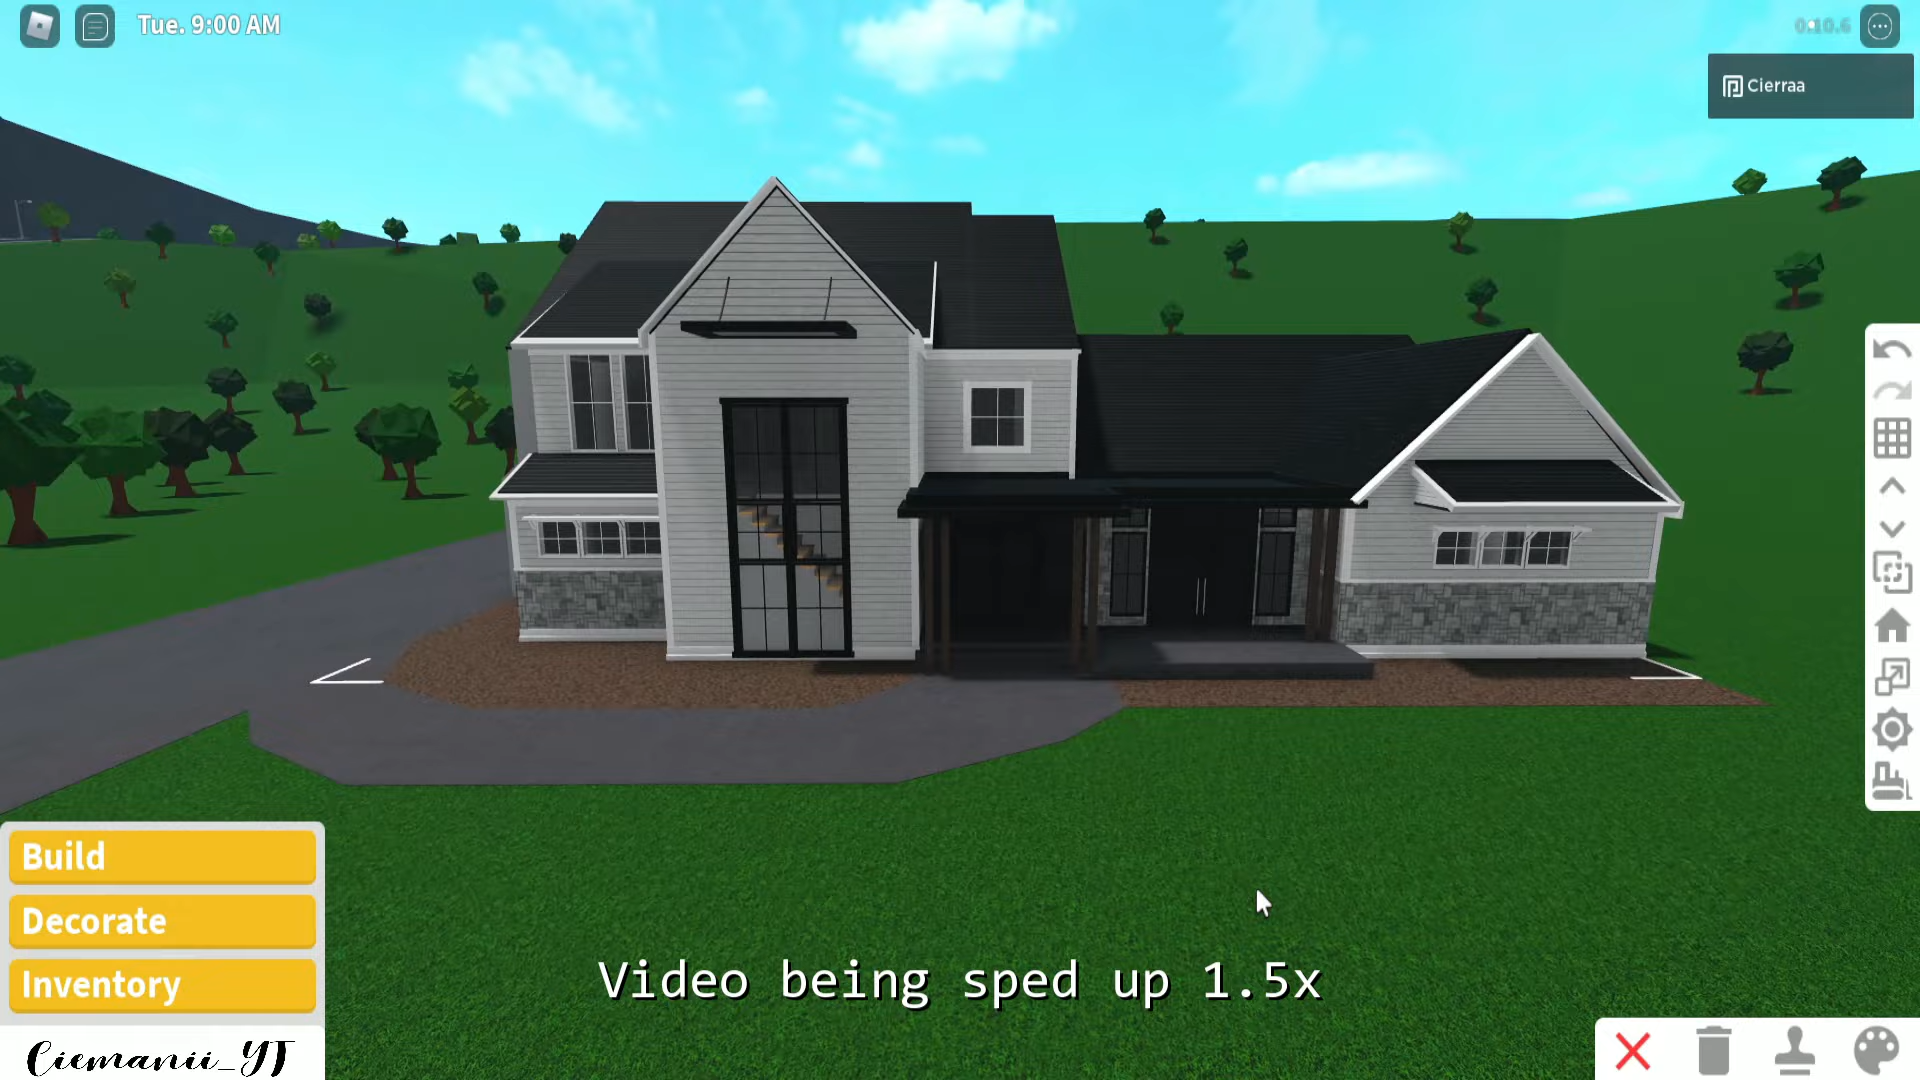 Tue. 9:00 AM
Cierraa
Build
Decorate
Inventory
Video being sped up 1.5x
Ciemanii_YT